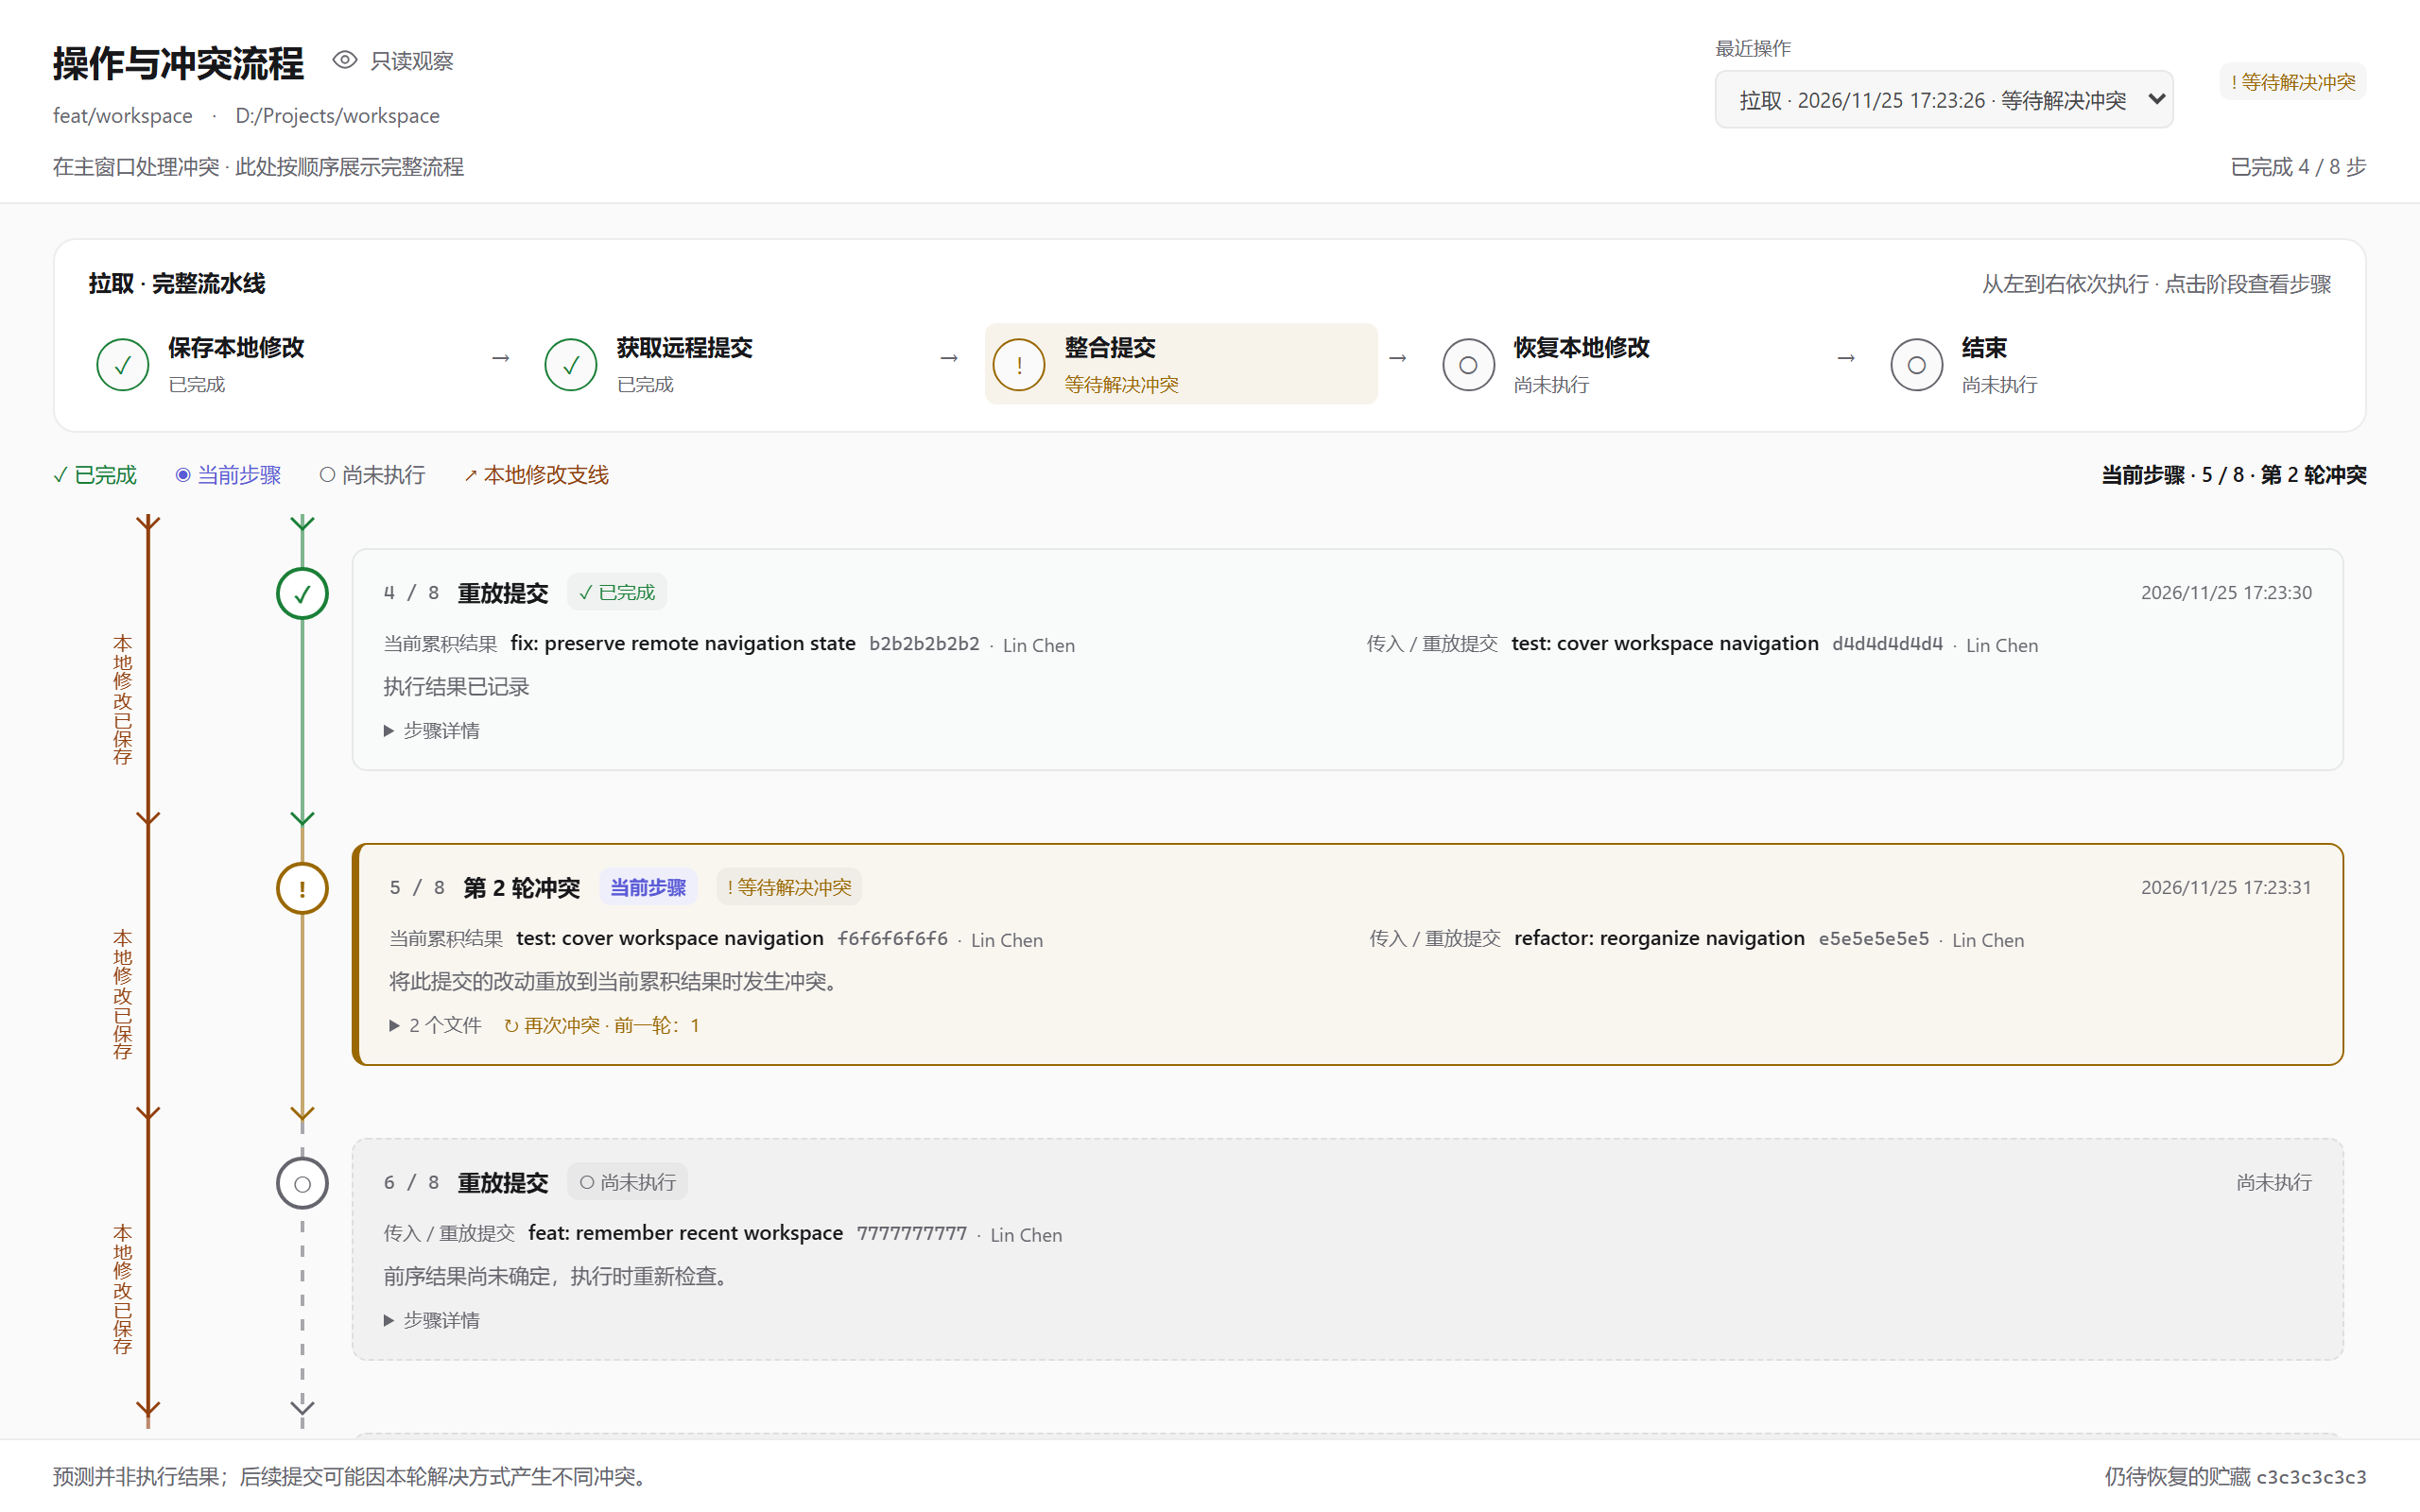 操作与冲突流程 只读观察
最近操作
feat/workspace · D:/Projects/workspace
拉取 · 2026/11/25 17:23:26 · 等待解决冲突
! 等待解决冲突
在主窗口处理冲突 · 此处按顺序展示完整流程
已完成 4 / 8 步
拉取 · 完整流水线
从左到右依次执行 · 点击阶段查看步骤
✓ 保存本地修改
已完成
→
✓ 获取远程提交
已完成
→
! 整合提交
等待解决冲突
→
○ 恢复本地修改
尚未执行
→
○ 结束
尚未执行
✓ 已完成 ◉ 当前步骤 ○ 尚未执行 ↗ 本地修改支线
当前步骤 · 5 / 8 · 第 2 轮冲突
本地修改已保存
4 / 8 重放提交 ✓ 已完成 2026/11/25 17:23:30
当前累积结果 fix: preserve remote navigation state b2b2b2b2b2 · Lin Chen
传入 / 重放提交 test: cover workspace navigation d4d4d4d4d4 · Lin Chen
执行结果已记录
▶ 步骤详情
本地修改已保存
5 / 8 第 2 轮冲突 当前步骤 ! 等待解决冲突 2026/11/25 17:23:31
当前累积结果 test: cover workspace navigation f6f6f6f6f6 · Lin Chen
传入 / 重放提交 refactor: reorganize navigation e5e5e5e5e5 · Lin Chen
将此提交的改动重放到当前累积结果时发生冲突。
▶ 2 个文件 ↻ 再次冲突 · 前一轮：1
本地修改已保存
6 / 8 重放提交 ○ 尚未执行 尚未执行
传入 / 重放提交 feat: remember recent workspace 7777777777 · Lin Chen
前序结果尚未确定，执行时重新检查。
▶ 步骤详情
预测并非执行结果；后续提交可能因本轮解决方式产生不同冲突。
仍待恢复的贮藏 c3c3c3c3c3